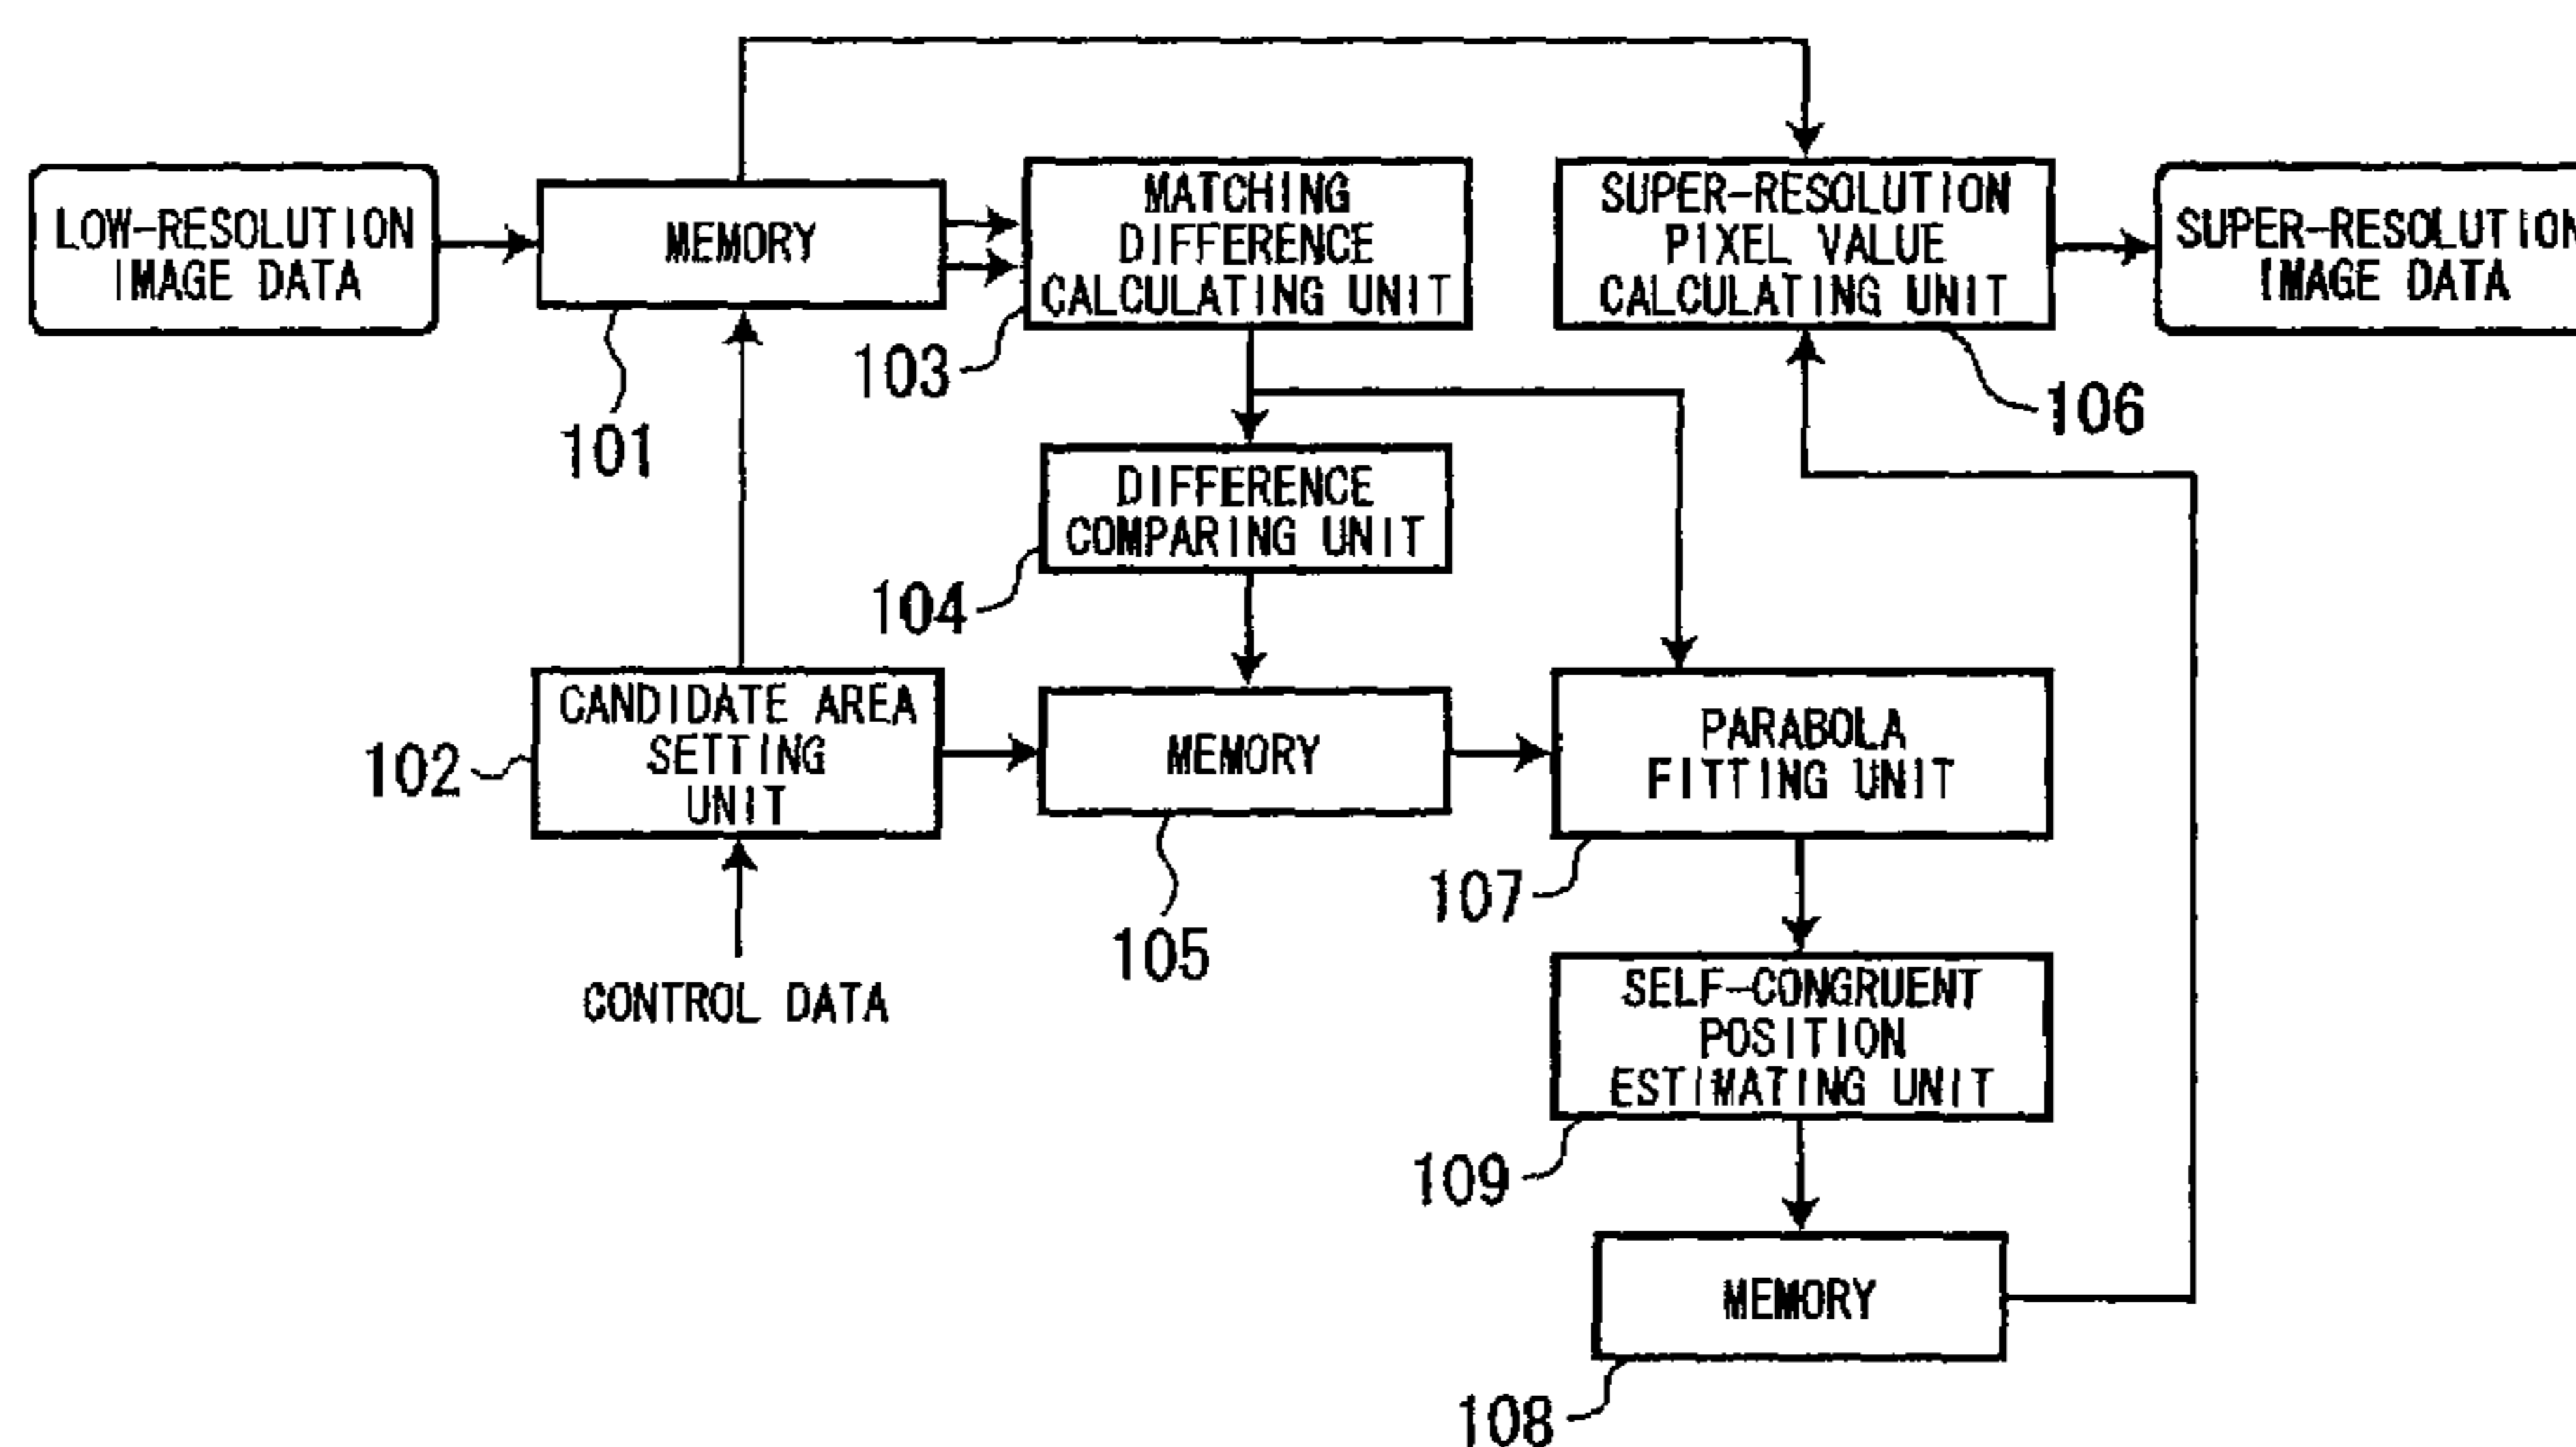 LOW-RESOLUTION
IMAGE DATA
MEMORY
101
MATCHING
DIFFERENCE
CALCULATING UNIT
103
SUPER-RESOLUTION
PIXEL VALUE
CALCULATING UNIT
106
SUPER-RESOLUTION
IMAGE DATA
DIFFERENCE
COMPARING UNIT
104
CANDIDATE AREA
SETTING
UNIT
102
CONTROL DATA
MEMORY
105
PARABOLA
FITTING UNIT
107
SELF-CONGRUENT
POSITION
ESTIMATING UNIT
109
MEMORY
108